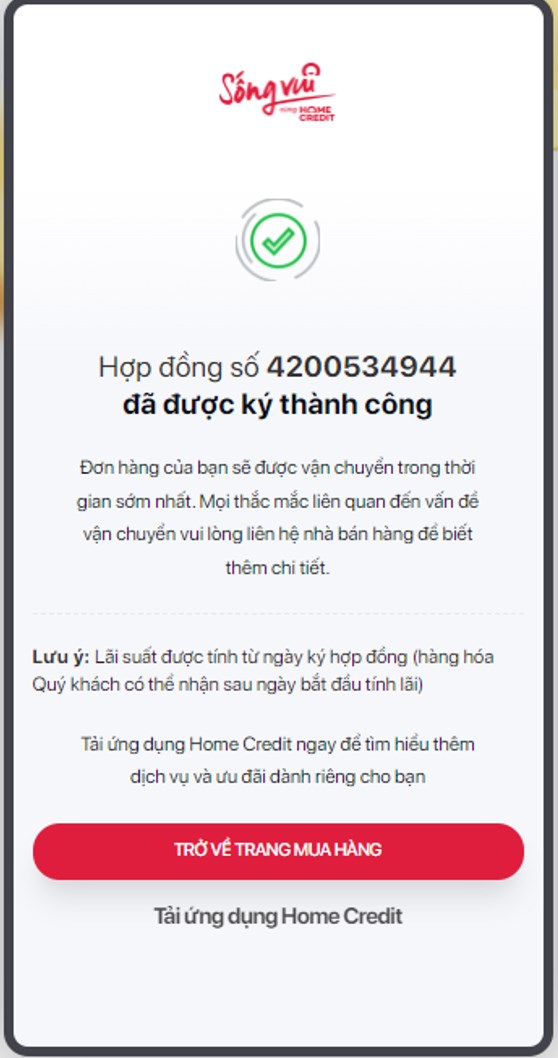 Sống vui
cùng HOME
CREDIT
Hợp đồng số 4200534944
đã được ký thành công
Đơn hàng của bạn sẽ được vận chuyển trong thời
gian sớm nhất. Mọi thắc mắc liên quan đến vấn đề
vận chuyển vui lòng liên hệ nhà bán hàng để biết
thêm chi tiết.
Lưu ý: Lãi suất được tính từ ngày ký hợp đồng (hàng hóa
Quý khách có thể nhận sau ngày bắt đầu tính lãi)
Tải ứng dụng Home Credit ngay để tìm hiểu thêm
dịch vụ và ưu đãi dành riêng cho bạn
TRỞ VỀ TRANG MUA HÀNG
Tải ứng dụng Home Credit